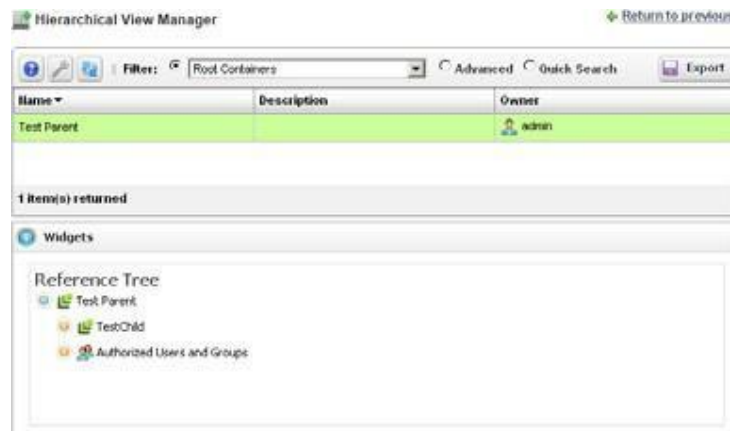 Hierarchical View Manager
Return to previous
Filter: Root Containers Advanced Quick Search Export
Name Description Owner
Test Parent admin
1 item(s) returned
Widgets
Reference Tree
Test Parent
TestChild
Authorized Users and Groups